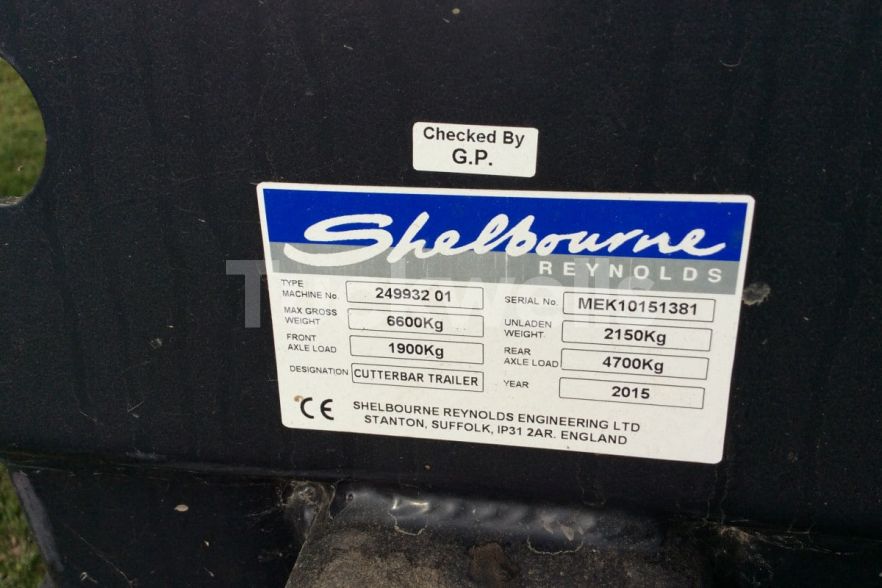 Checked By
G.P.
Shelbourne
REYNOLDS
TYPE
MACHINE No. 249932 01 SERIAL No. MEK10151381
MAX GROSS
WEIGHT 6600Kg UNLADEN
WEIGHT. 2150Kg
FRONT
AXLE LOAD 1900Kg REAR
AXLE LOAD 4700Kg
DESIGNATION CUTTERBAR TRAILER YEAR 2015
CE SHELBOURNE REYNOLDS ENGINEERING LTD
STANTON, SUFFOLK, IP31 2AR. ENGLAND